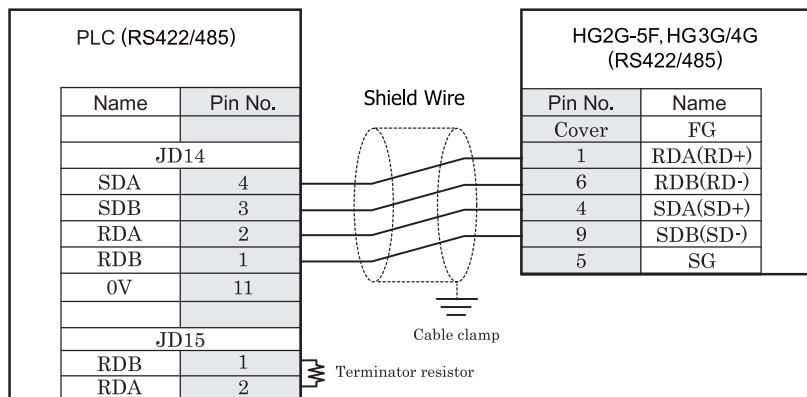 PLC (RS422/485)
Name Pin No.
JD14
SDA 4
SDB 3
RDA 2
RDB 1
0V 11
JD15
RDB 1
RDA 2
Shield Wire
Cable clamp
Terminator resistor
HG2G-5F, HG3G/4G
(RS422/485)
Pin No. Name
Cover FG
1 RDA(RD+)
6 RDB(RD-)
4 SDA(SD+)
9 SDB(SD-)
5 SG